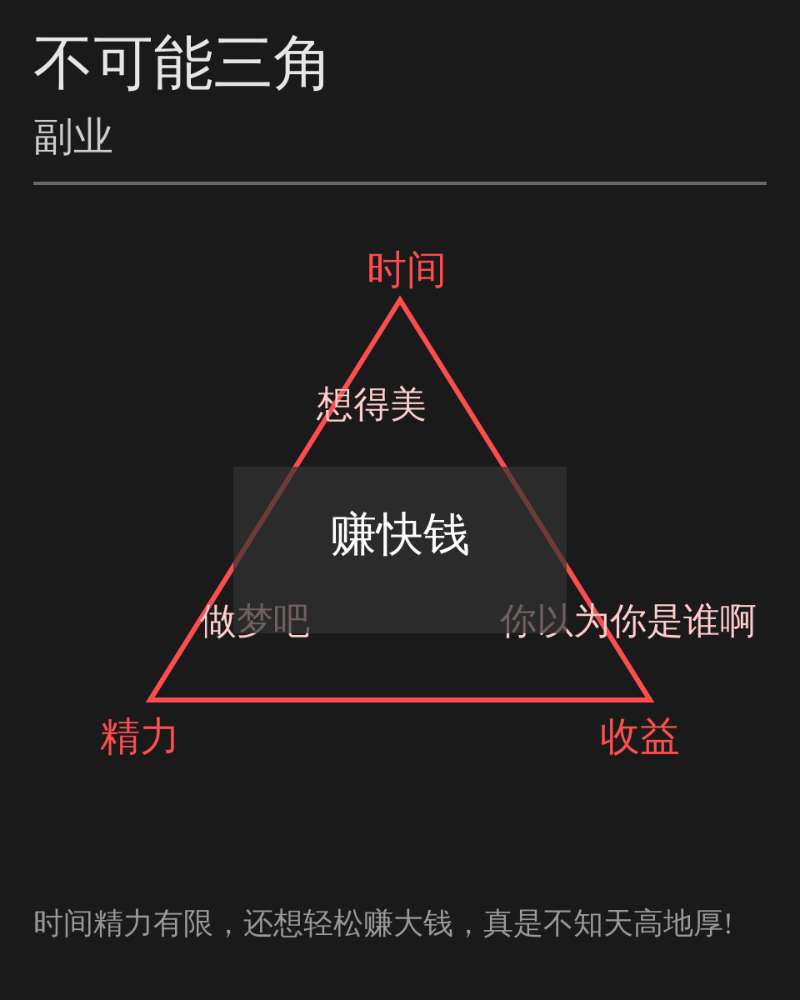 不可能三角
副业
时间
想得美
赚快钱
做梦吧
你以为你是谁啊
精力
收益
时间精力有限，还想轻松赚大钱，真是不知天高地厚!